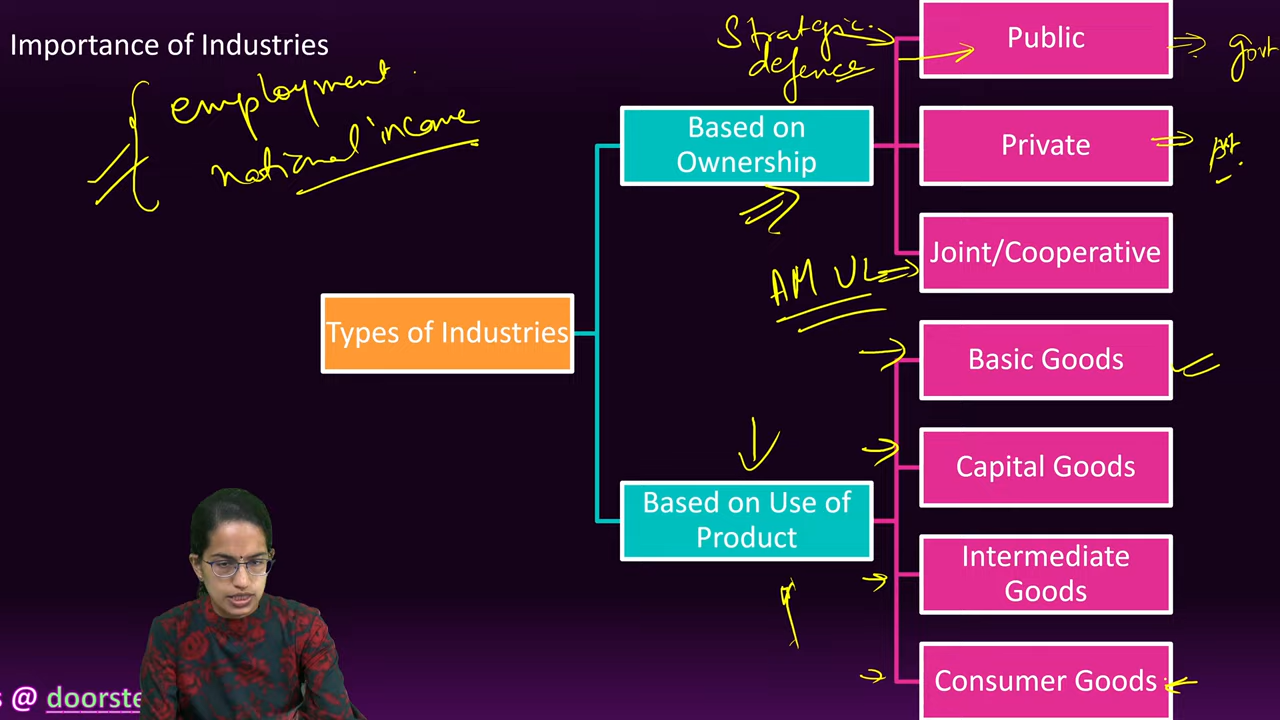 Importance of Industries
employment
national income
Strategic
defence
Public
govt
Based on
Ownership
Private
pvt.
Joint/Cooperative
AMUL
Types of Industries
Basic Goods
Capital Goods
Based on Use of
Product
Intermediate
Goods
Consumer Goods
s @ doorste